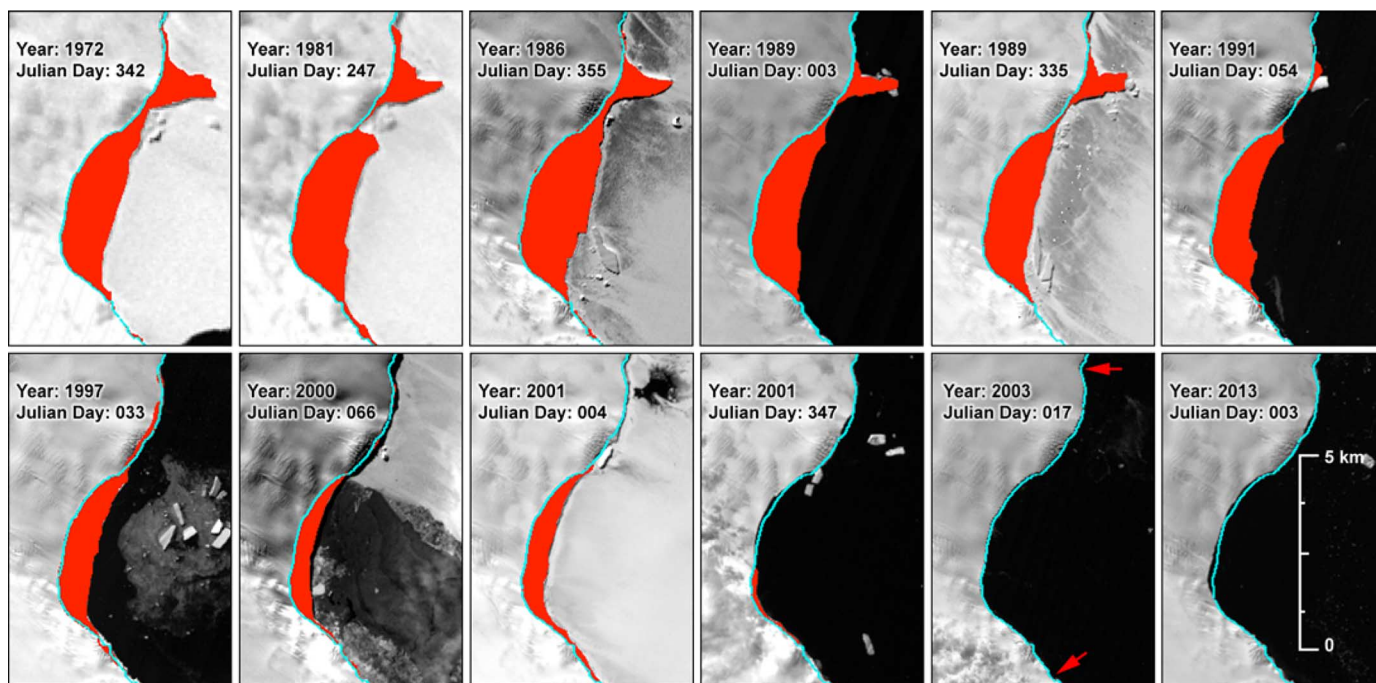 Year: 1972
Julian Day: 342
Year: 1981
Julian Day: 247
Year: 1986
Julian Day: 355
Year: 1989
Julian Day: 003
Year: 1989
Julian Day: 335
Year: 1991
Julian Day: 054
Year: 1997
Julian Day: 033
Year: 2000
Julian Day: 066
Year: 2001
Julian Day: 004
Year: 2001
Julian Day: 347
Year: 2003
Julian Day: 017
Year: 2013
Julian Day: 003
5 km
0